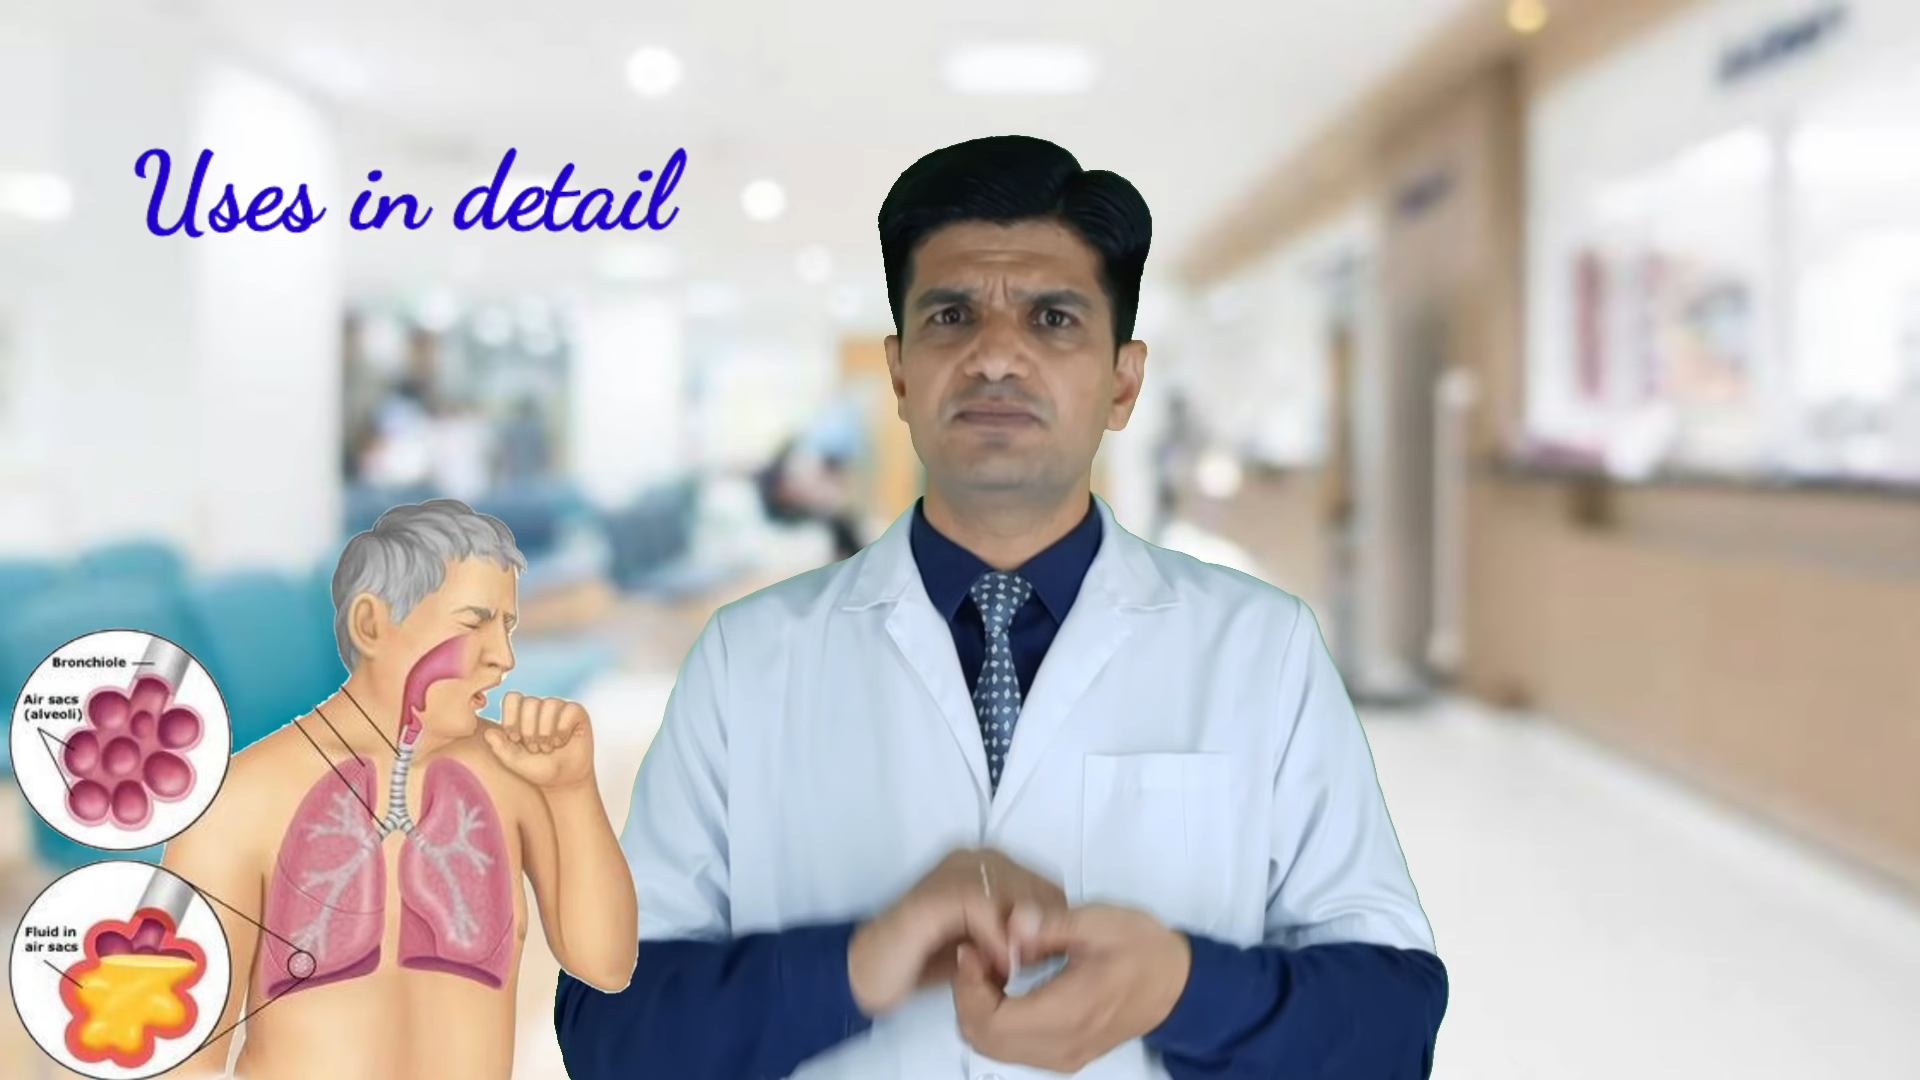 Uses in detail
Bronchiole
Air sacs
(alveoli)
Fluid in
air sacs